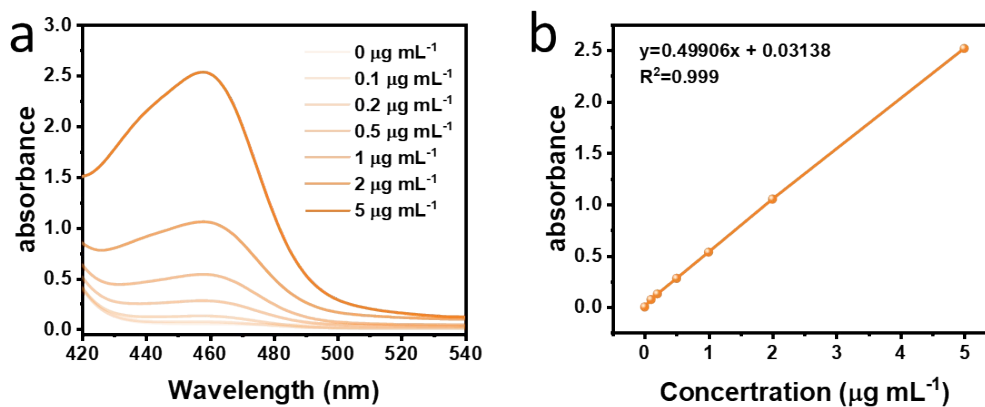 a
3.0
2.5
2.0
1.5
1.0
0.5
0.0
absorbance
0 μg mL⁻¹
0.1 μg mL⁻¹
0.2 μg mL⁻¹
0.5 μg mL⁻¹
1 μg mL⁻¹
2 μg mL⁻¹
5 μg mL⁻¹
420 440 460 480 500 520 540
Wavelength (nm)
b
y=0.49906x + 0.03138
R²=0.999
2.5
2.0
1.5
1.0
0.5
0.0
absorbance
0 1 2 3 4 5
Concertration (μg mL⁻¹)